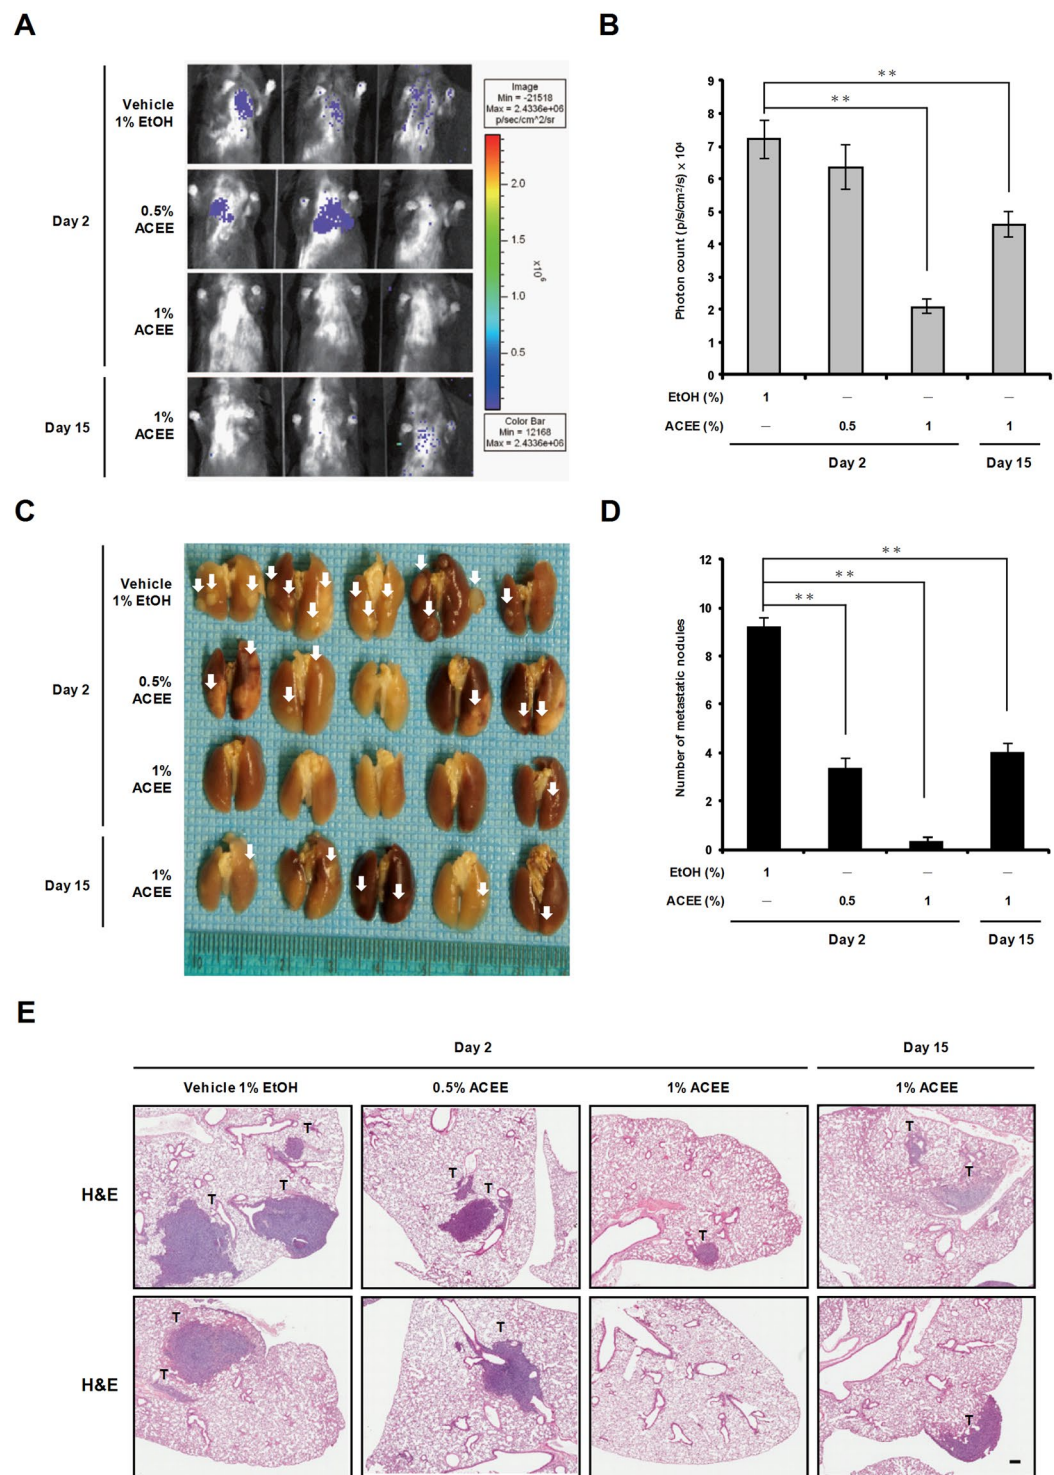 A
Vehicle
1% EtOH
0.5%
ACEE
Day 2
1%
ACEE
Day 15
1%
ACEE
Image
Min = -21518
Max = 2.4336e+06
p/sec/cm^2/sr
2.0
1.5
1.0
0.5
x10^6
Color Bar
Min = 12168
Max = 2.4336e+06
B
Photon count (p/s/cm²/s) x 10⁴
9
8
7
6
5
4
3
2
1
0
**
**
EtOH (%) 1 – – –
ACEE (%) – 0.5 1 1
Day 2 Day 15
C
Vehicle
1% EtOH
0.5%
ACEE
Day 2
1%
ACEE
Day 15
1%
ACEE
D
Number of metastatic nodules
12
10
8
6
4
2
0
**
**
**
EtOH (%) 1 – – –
ACEE (%) – 0.5 1 1
Day 2 Day 15
E
Day 2 Day 15
Vehicle 1% EtOH 0.5% ACEE 1% ACEE 1% ACEE
H&E
T T T
T T
T
T T
H&E
T T
T
T